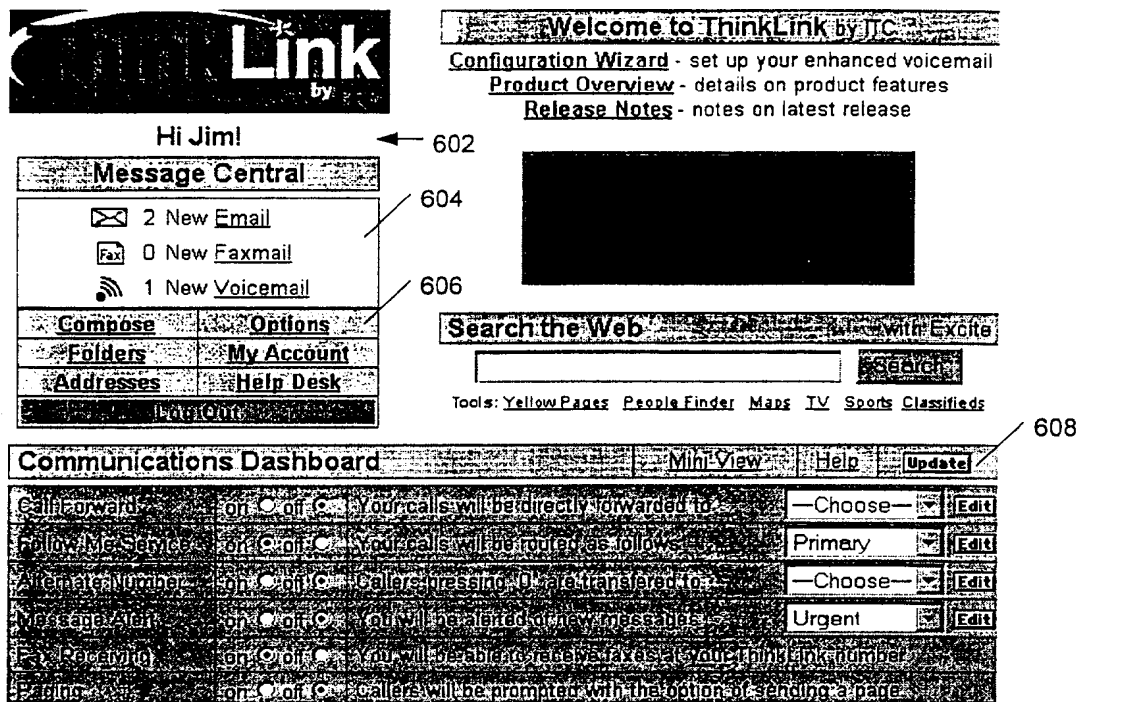 thinkLink
by
Hi Jim!
602
Message Central
2 New Email
604
Fax 0 New Faxmail
1 New Voicemail
606
Compose Options
Folders My Account
Addresses Help Desk
Log Out
Welcome to ThinkLink by ITC
Configuration Wizard - set up your enhanced voicemail
Product Overview - details on product features
Release Notes - notes on latest release
Search the Web with Excite
Search
Tools: Yellow Pages People Finder Maps TV Sports Classifieds
608
Communications Dashboard Mini-View Help Update
Call Forward on off Your calls will be directly forwarded to —Choose— Edit
Follow Me Service on off Your calls will be routed as follows Primary Edit
Alternate Number on off Callers pressing '0' are transfered to —Choose— Edit
Message Alert on off You will be alerted of new messages Urgent Edit
Fax Receiving on off You will be able to receive faxes at your ThinkLink number
Paging on off Callers will be prompted with the option of sending a page